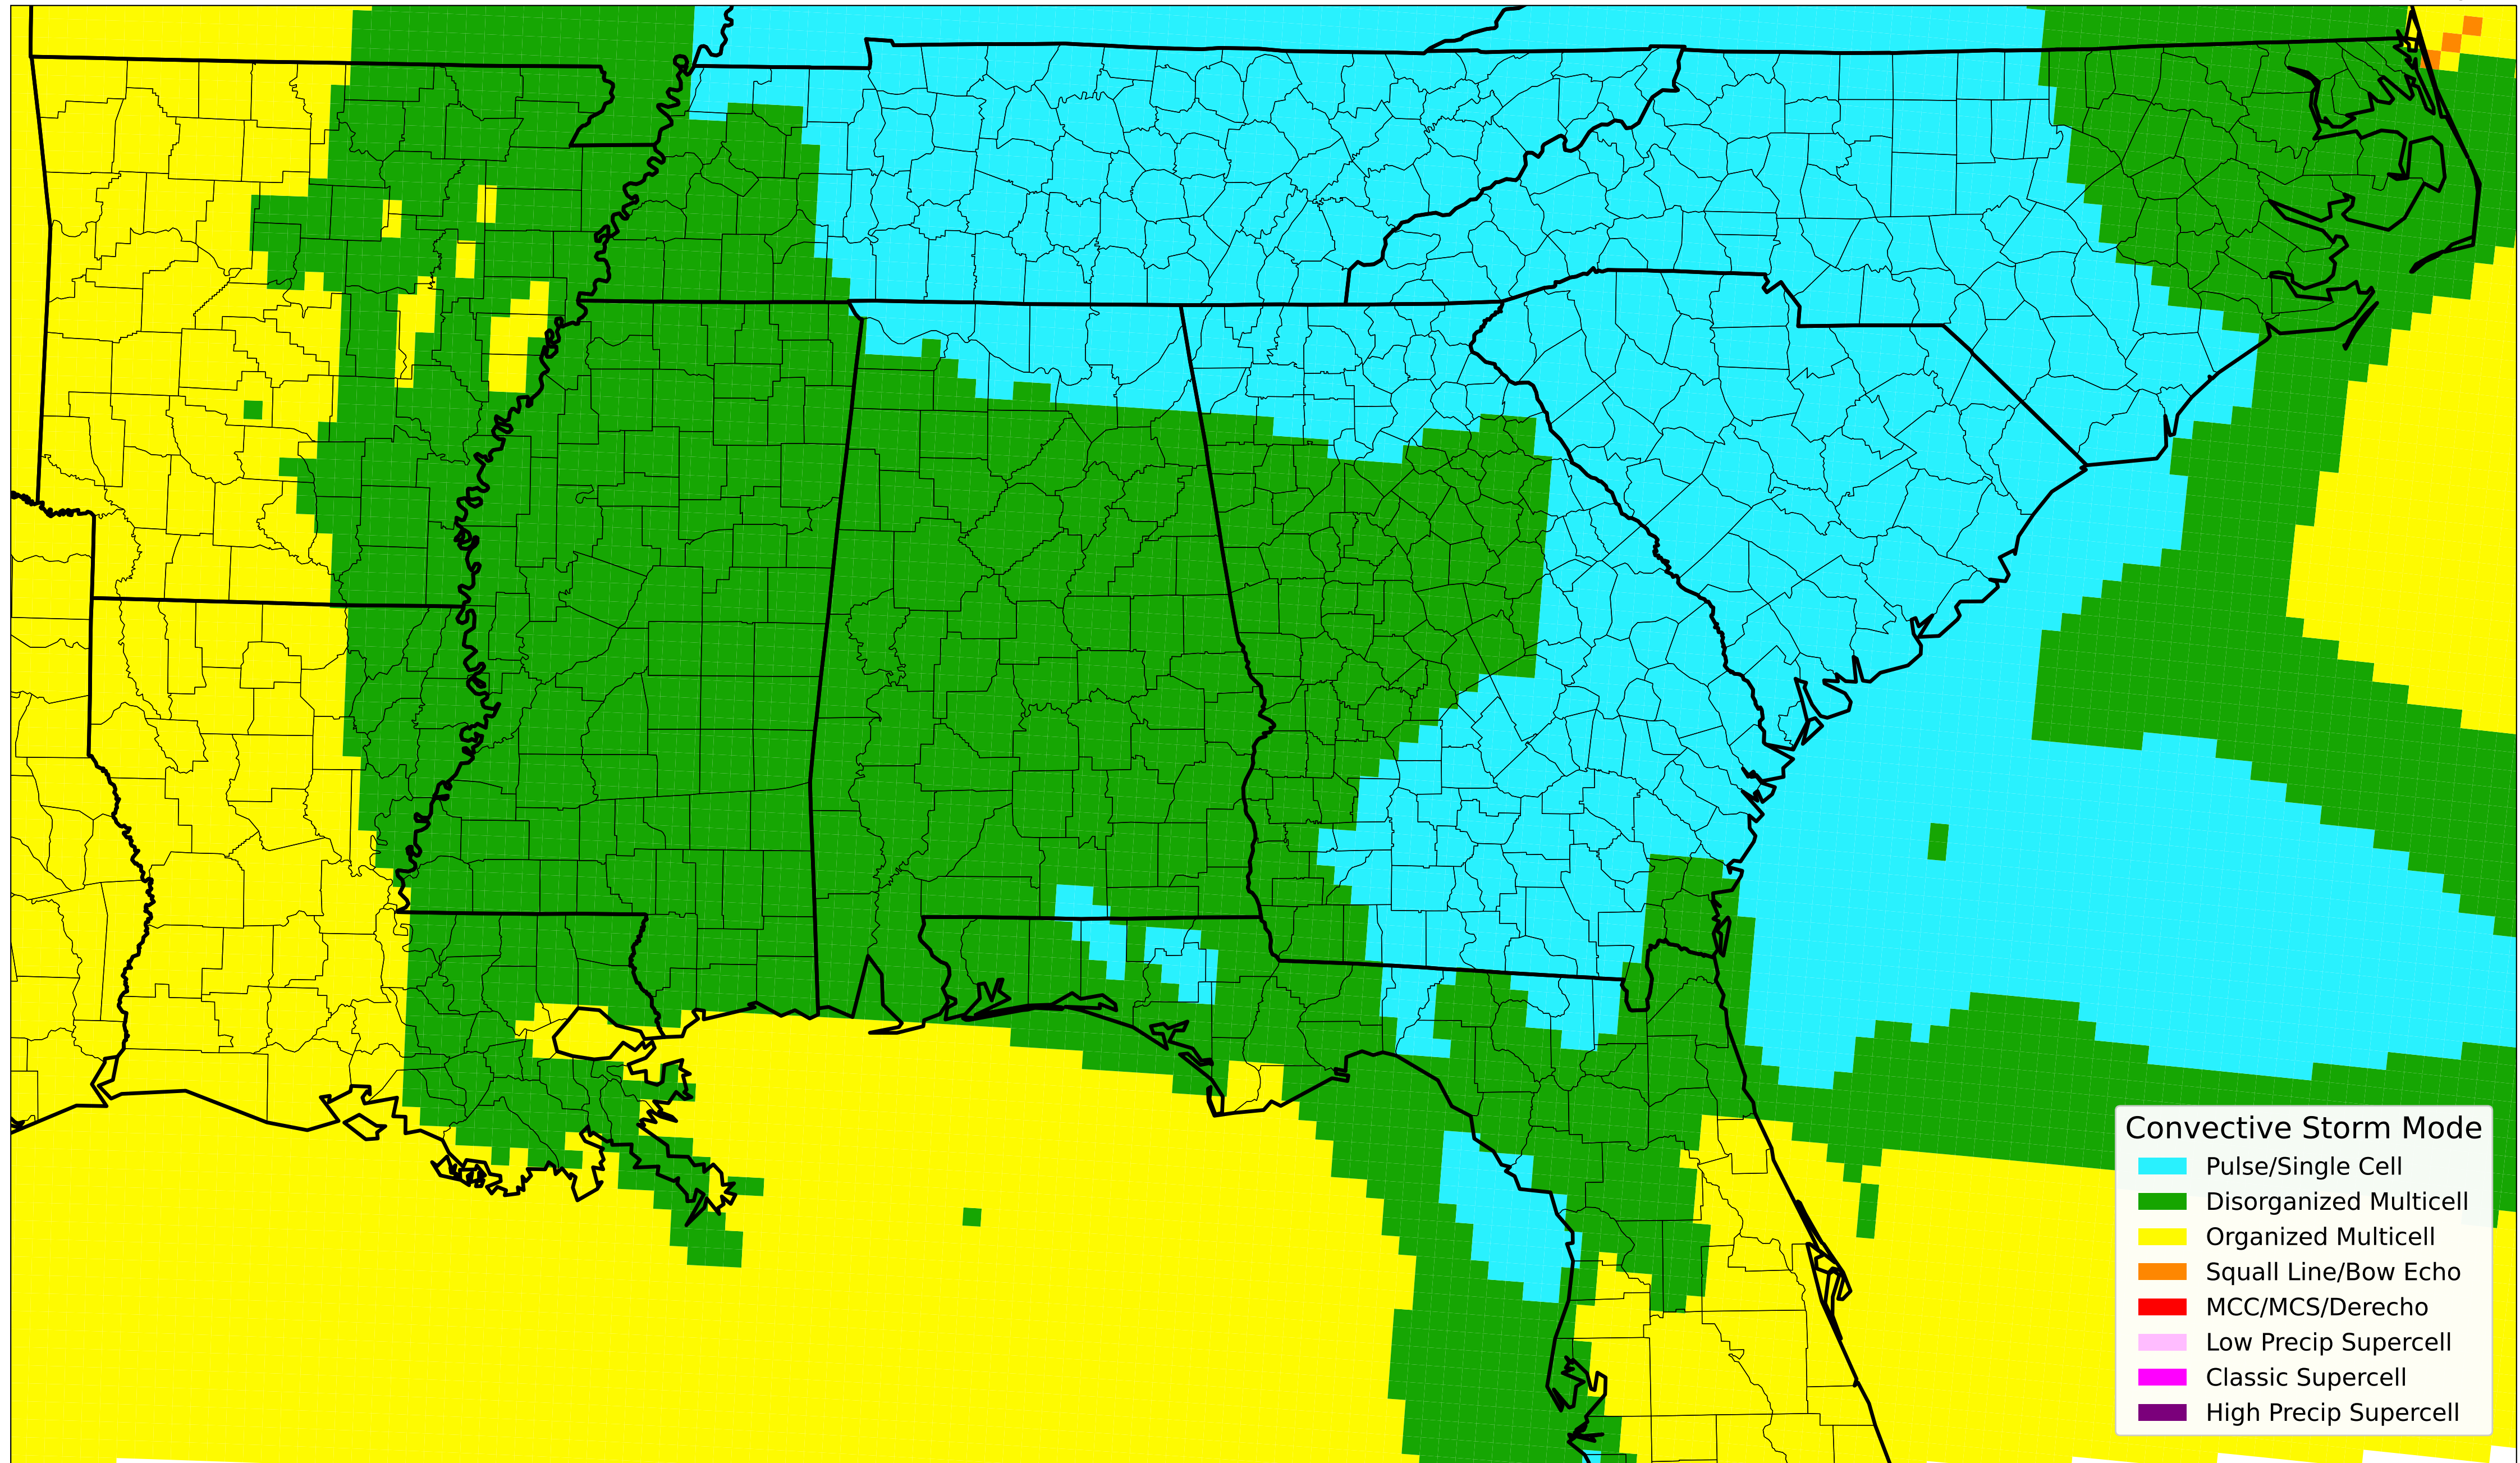 Convective Storm Mode
Pulse/Single Cell
Disorganized Multicell
Organized Multicell
Squall Line/Bow Echo
MCC/MCS/Derecho
Low Precip Supercell
Classic Supercell
High Precip Supercell